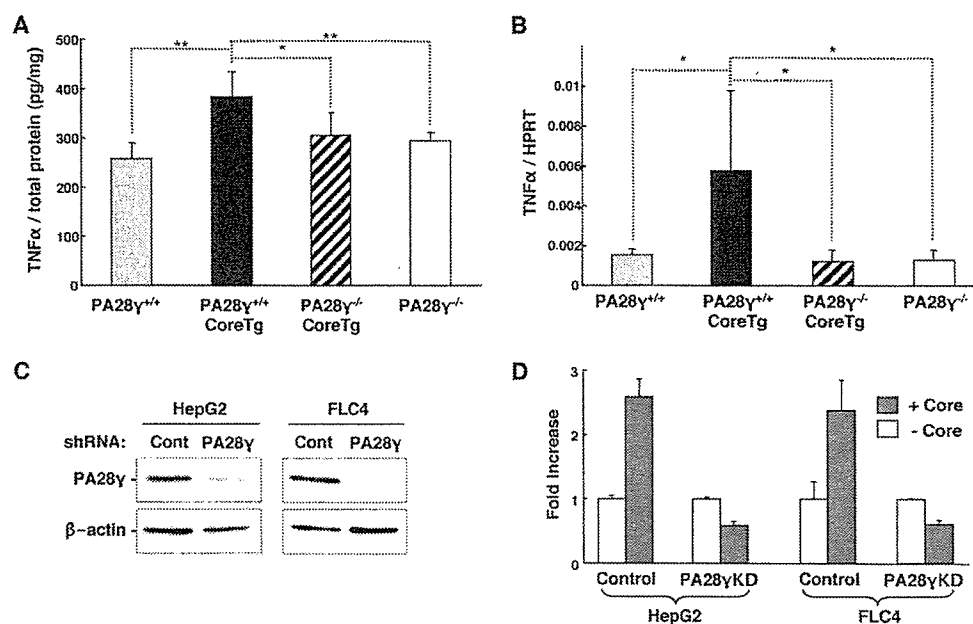 A
TNFα / total protein (pg/mg)
500
400
300
200
100
0
**
*
**
PA28γ+/+
PA28γ+/+ CoreTg
PA28γ-/- CoreTg
PA28γ-/-
B
TNFα / HPRT
0.01
0.008
0.006
0.004
0.002
0
*
*
*
PA28γ+/+
PA28γ+/+ CoreTg
PA28γ-/- CoreTg
PA28γ-/-
C
HepG2 FLC4
shRNA: Cont PA28γ Cont PA28γ
PA28γ -
β-actin -
D
Fold Increase
3
2
1
0
+ Core
- Core
Control PA28γKD Control PA28γKD
HepG2 FLC4